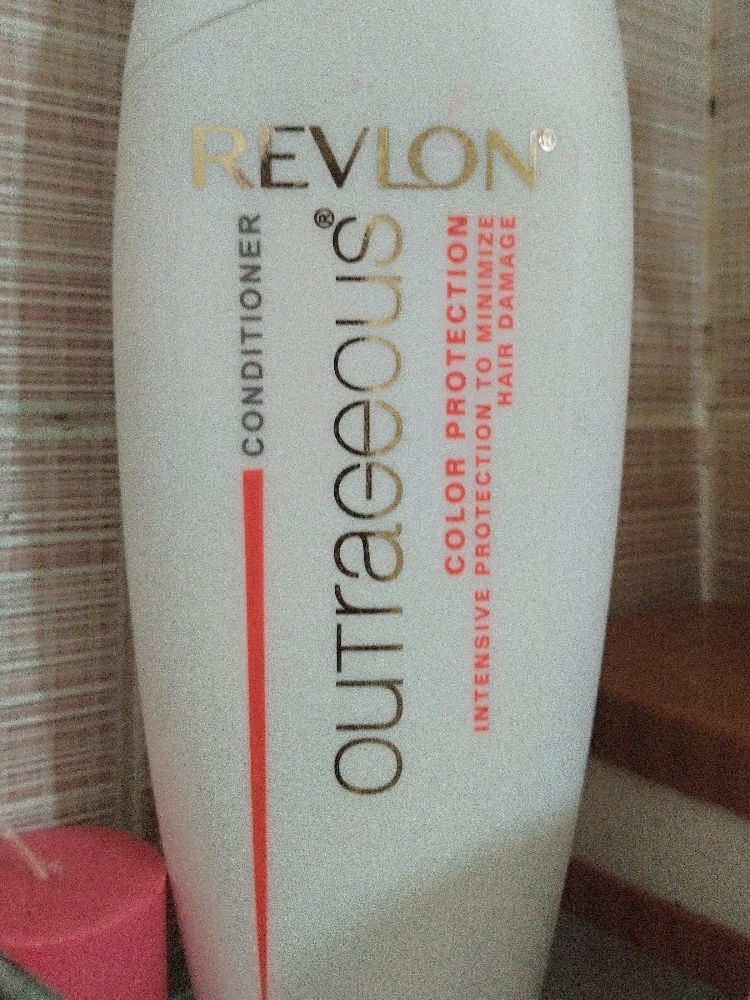 REVLON®
CONDITIONER
outrageous®
COLOR PROTECTION
INTENSIVE PROTECTION TO MINIMIZE
HAIR DAMAGE